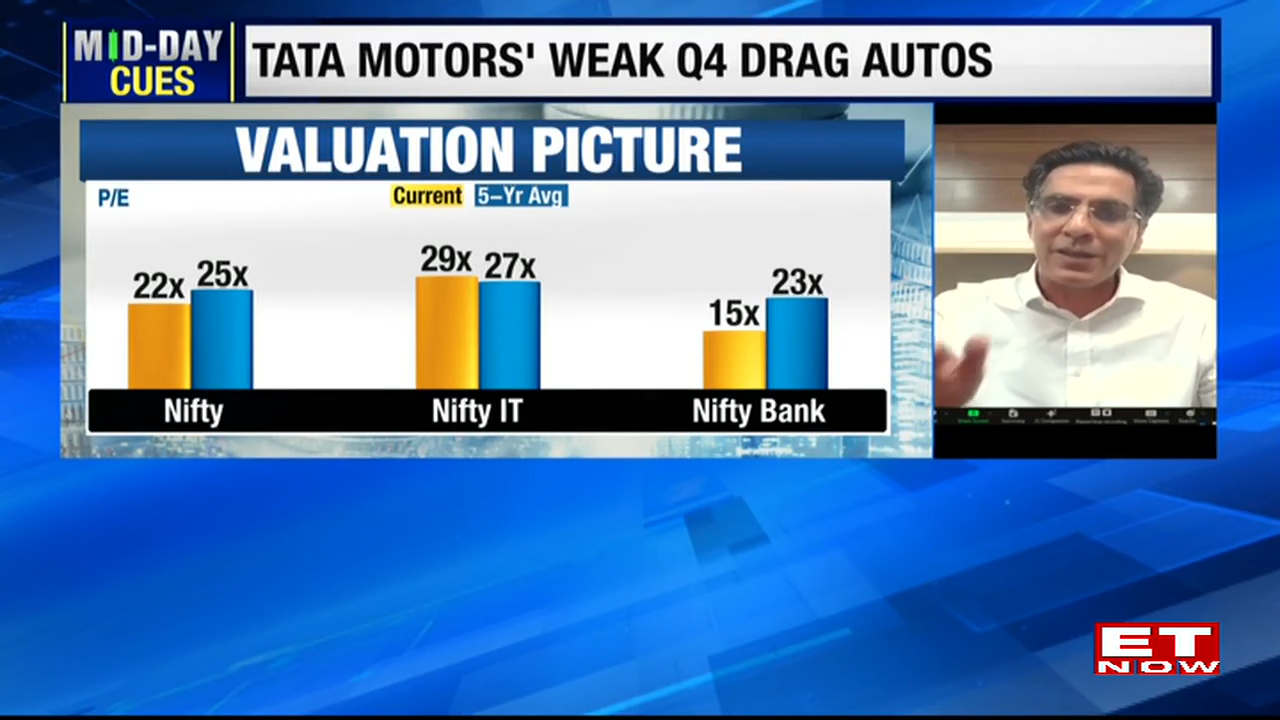 MID-DAY
CUES
TATA MOTORS' WEAK Q4 DRAG AUTOS
VALUATION PICTURE
P/E
Current 5-Yr Avg
22x 25x
29x 27x
15x 23x
Nifty Nifty IT Nifty Bank
ET
NOW